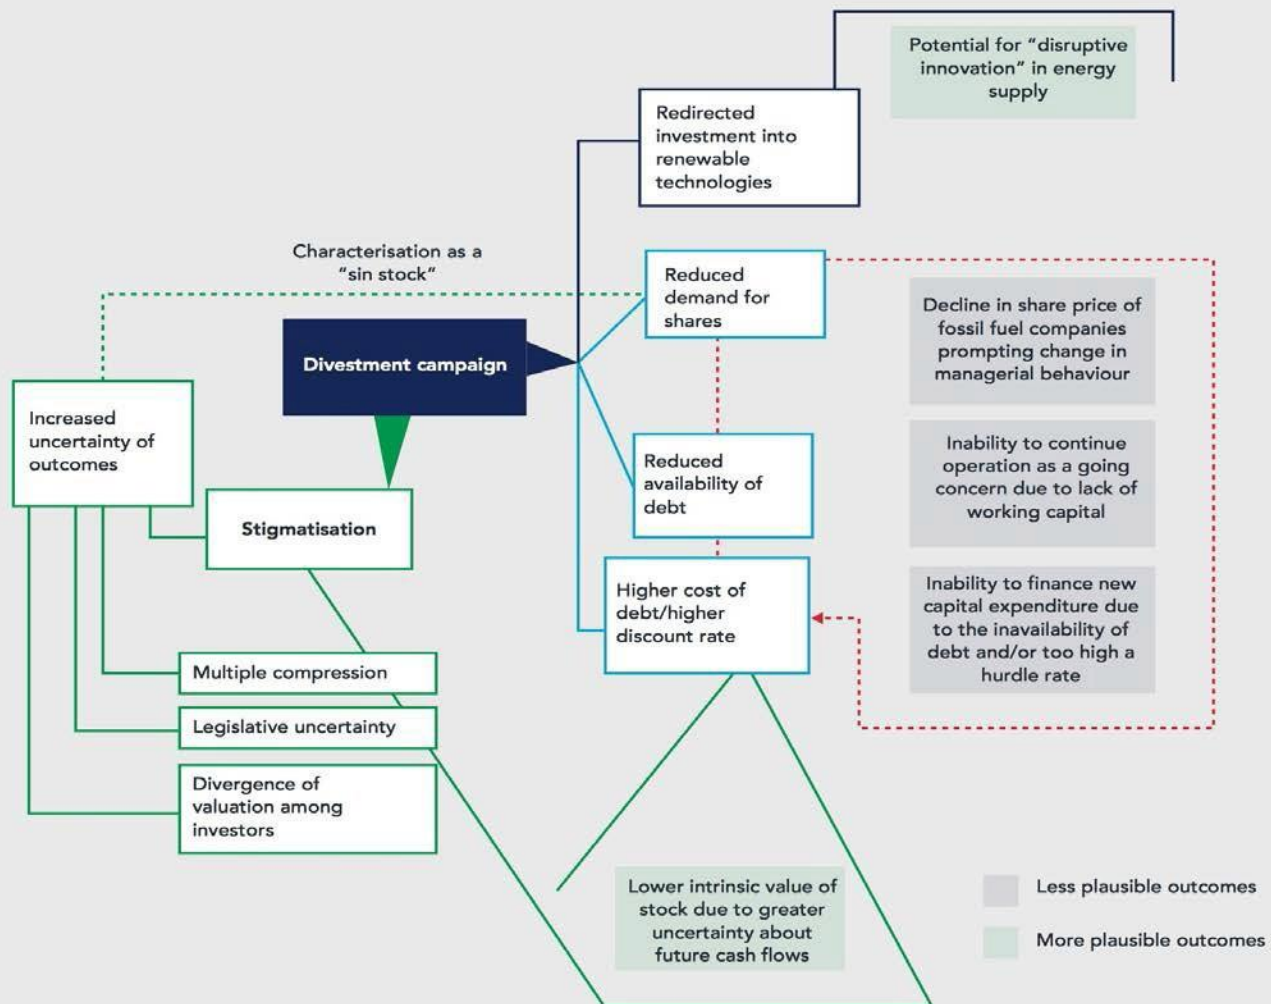 Potential for “disruptive
innovation” in energy
supply
Redirected
investment into
renewable
technologies
Characterisation as a
“sin stock”
Reduced
demand for
shares
Decline in share price of
fossil fuel companies
prompting change in
managerial behaviour
Divestment campaign
Increased
uncertainty of
outcomes
Inability to continue
operation as a going
concern due to lack of
working capital
Reduced
availability of
debt
Stigmatisation
Higher cost of
debt/higher
discount rate
Inability to finance new
capital expenditure due
to the inavailability of
debt and/or too high a
hurdle rate
Multiple compression
Legislative uncertainty
Divergence of
valuation among
investors
Lower intrinsic value of
stock due to greater
uncertainty about
future cash flows
Less plausible outcomes
More plausible outcomes